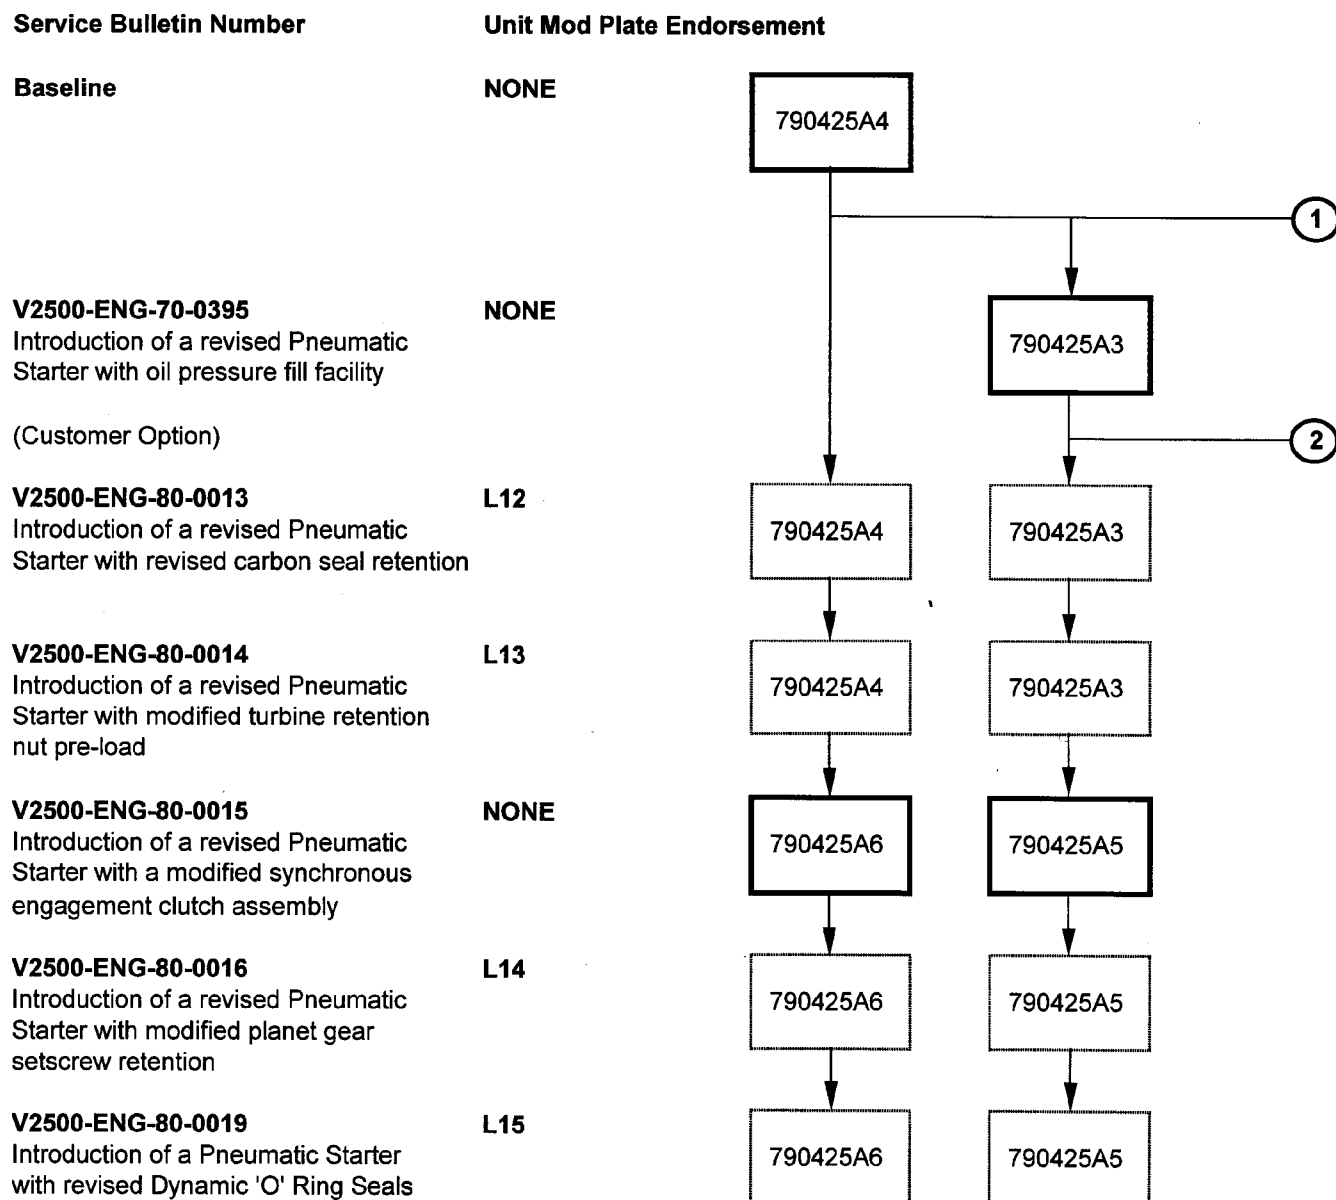 Service Bulletin Number Unit Mod Plate Endorsement
Baseline NONE 790425A4
1
V2500-ENG-70-0395 NONE
Introduction of a revised Pneumatic 790425A3
Starter with oil pressure fill facility
(Customer Option) 2
V2500-ENG-80-0013 L12
Introduction of a revised Pneumatic 790425A4 790425A3
Starter with revised carbon seal retention
V2500-ENG-80-0014 L13
Introduction of a revised Pneumatic 790425A4 790425A3
Starter with modified turbine retention
nut pre-load
V2500-ENG-80-0015 NONE
Introduction of a revised Pneumatic 790425A6 790425A5
Starter with a modified synchronous
engagement clutch assembly
V2500-ENG-80-0016 L14
Introduction of a revised Pneumatic 790425A6 790425A5
Starter with modified planet gear
setscrew retention
V2500-ENG-80-0019 L15
Introduction of a Pneumatic Starter 790425A6 790425A5
with revised Dynamic 'O' Ring Seals